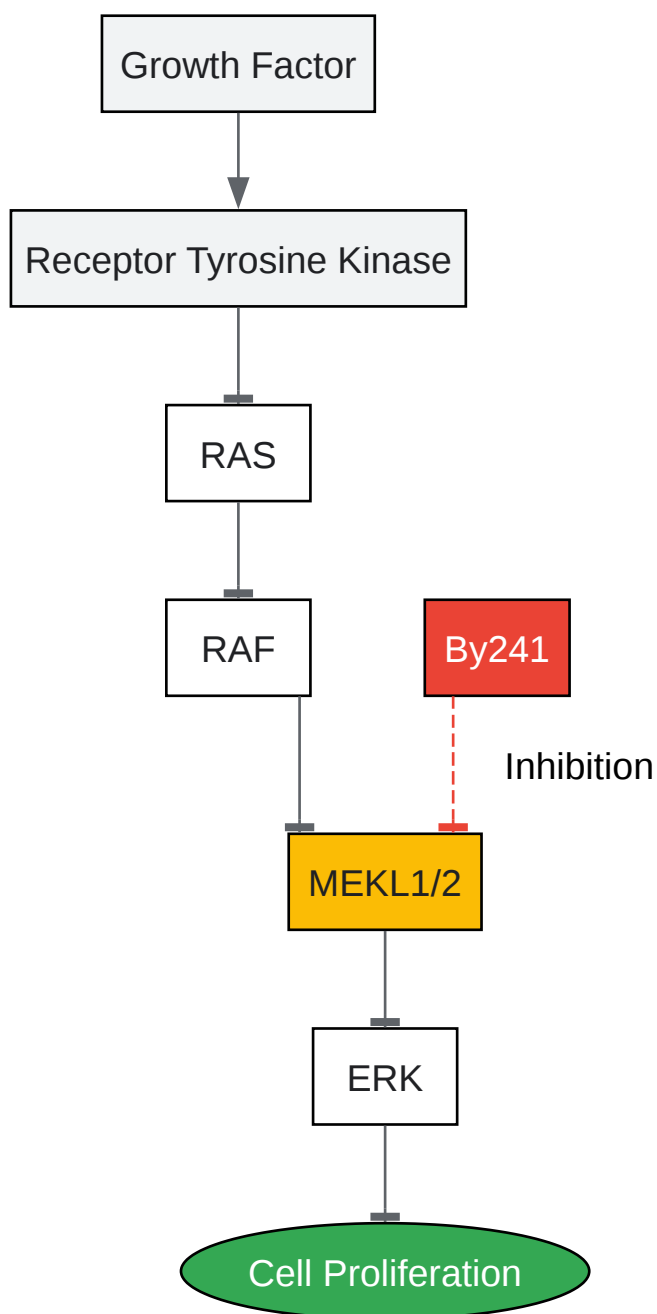 Growth Factor
Receptor Tyrosine Kinase
RAS
RAF
By241
Inhibition
MEKL1/2
ERK
Cell Proliferation